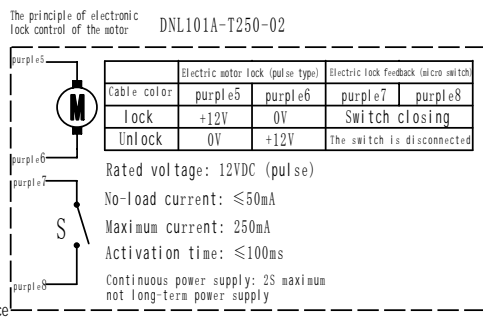 The principle of electronic
lock control of the motor
DNL101A-T250-02
purple5
Electric motor lock (pulse type) Electric lock feedback (micro switch)
Cable color purple5 purple6 purple7 purple8
lock +12V 0V Switch closing
Unlock 0V +12V The switch is disconnected
M
purple6
purple7
Rated voltage: 12VDC (pulse)
No-load current: ≤50mA
S
Maximum current: 250mA
Activation time: ≤100ms
purple8
Continuous power supply: 2S maximum
not long-term power supply
ce